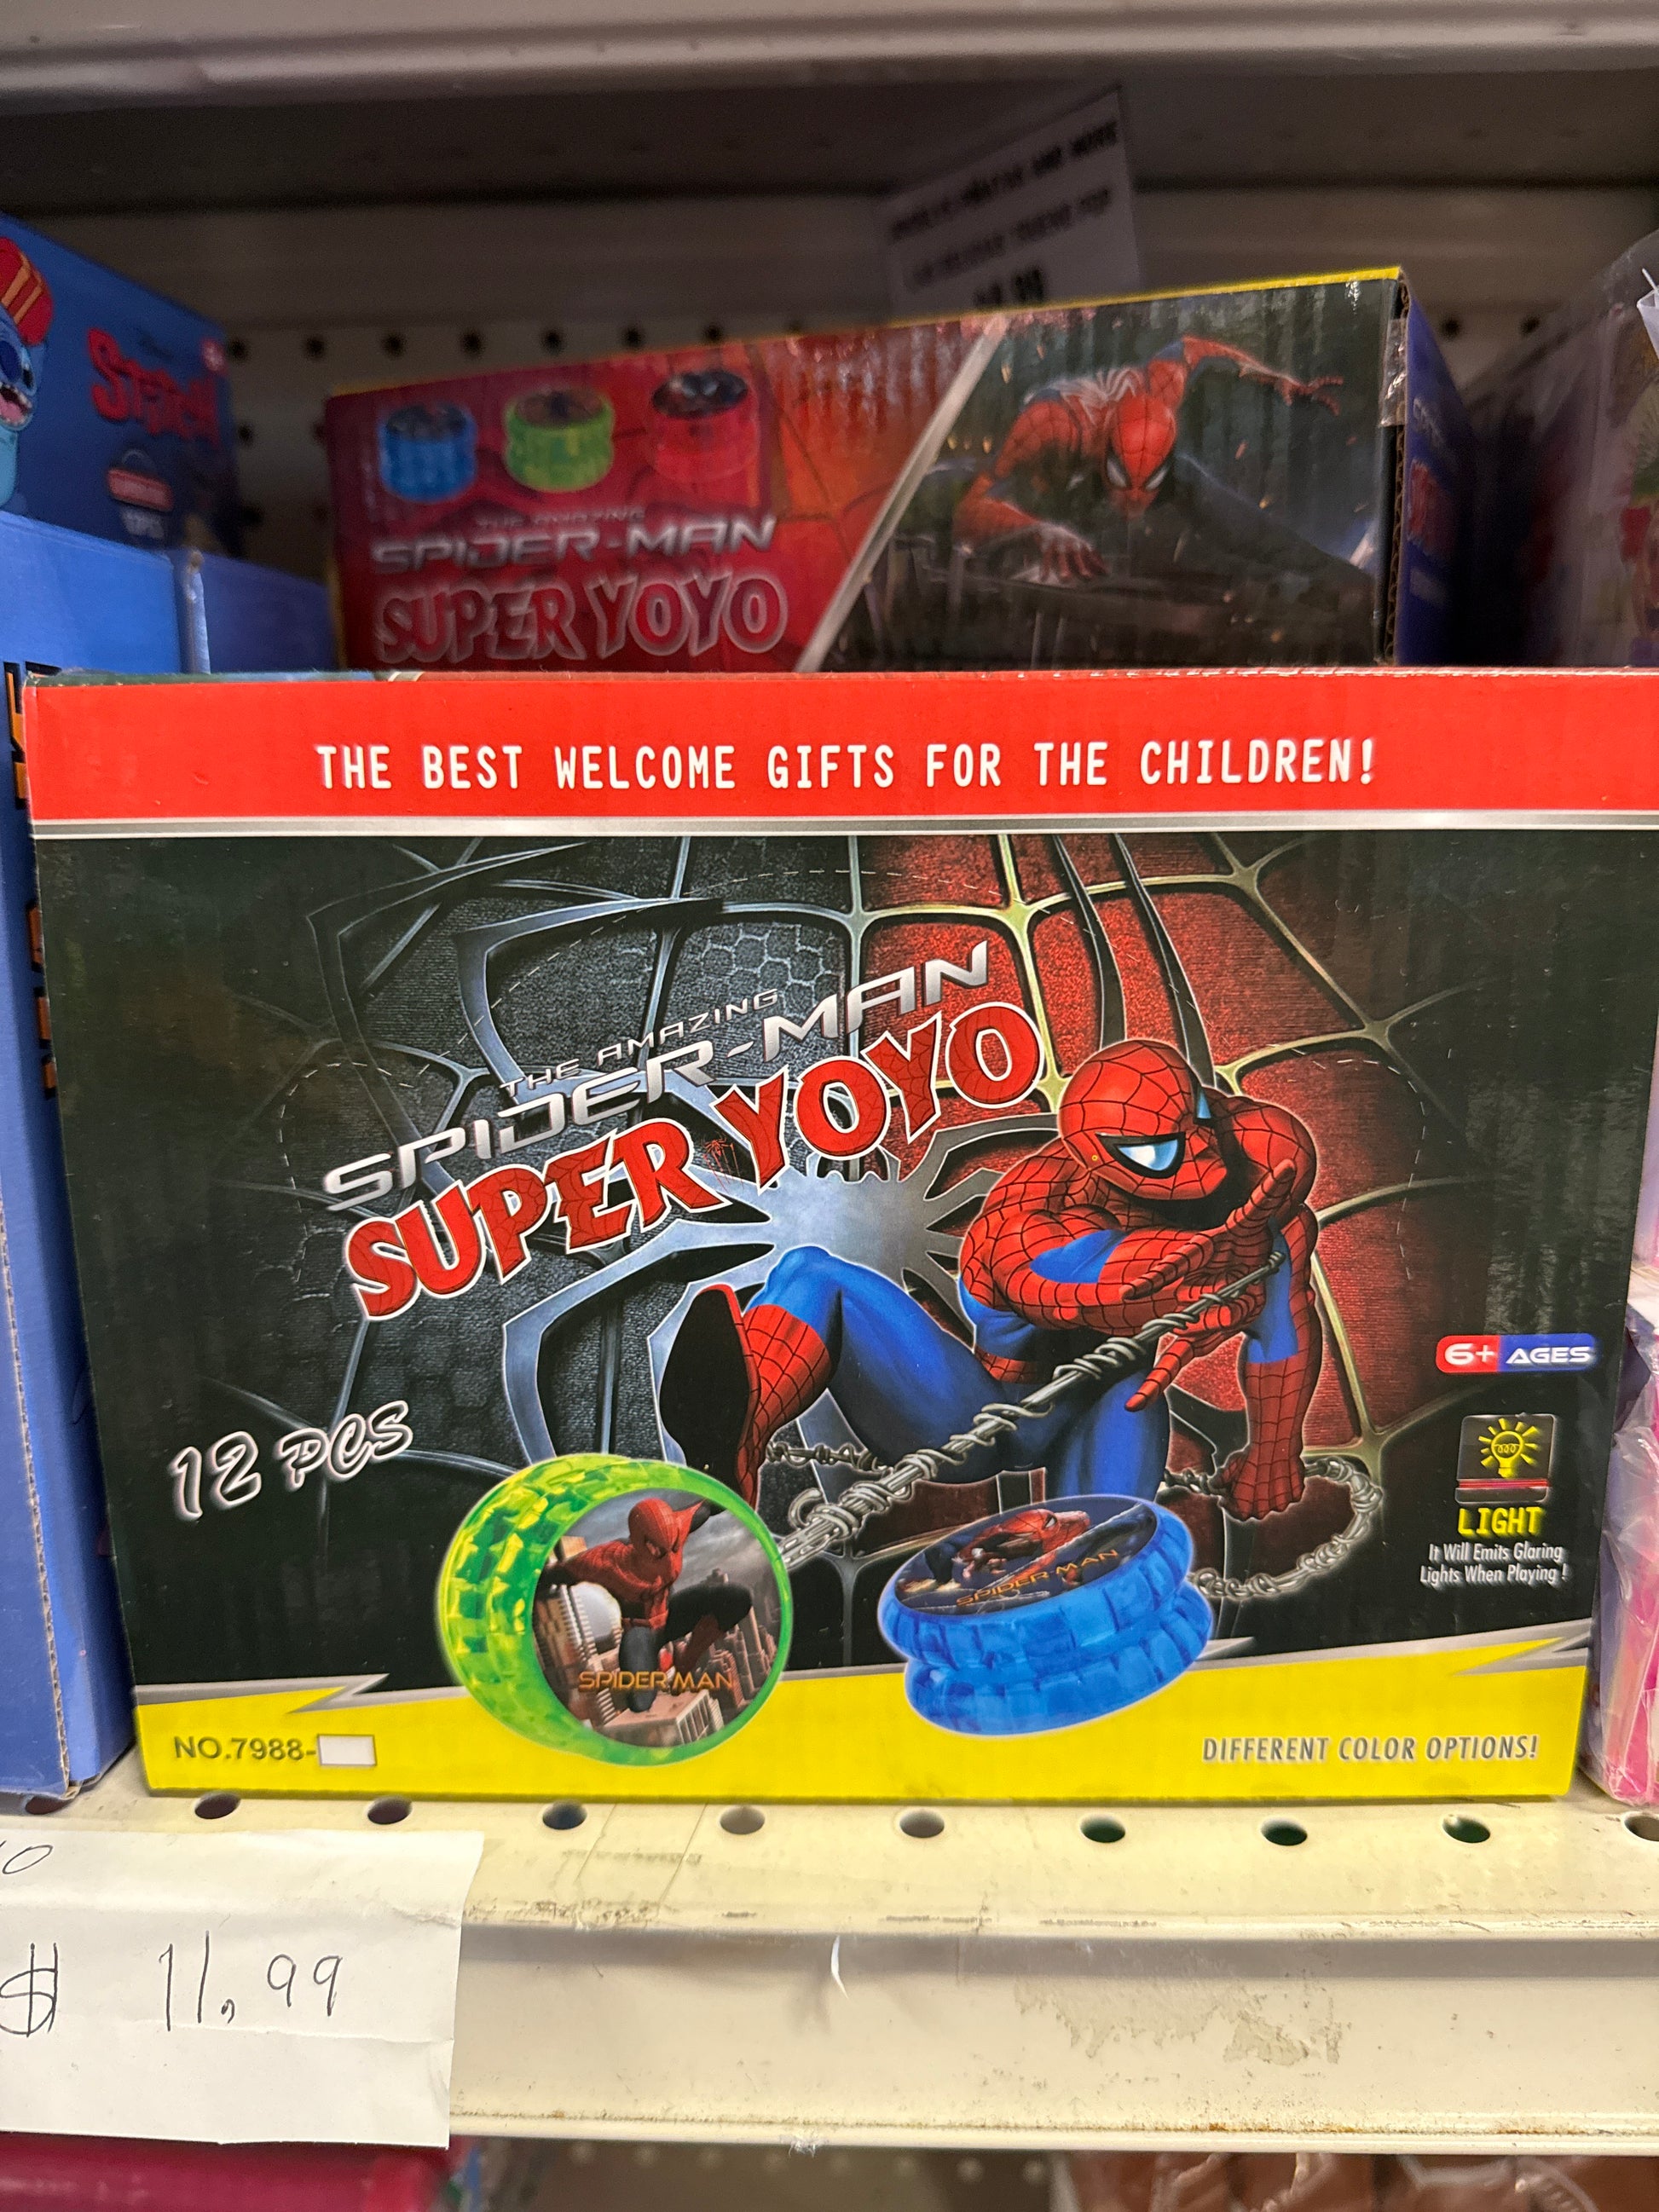 STITCH
12PCS
THE AMAZING
SPIDER-MAN
SUPER YOYO
THE BEST WELCOME GIFTS FOR THE CHILDREN!
THE AMAZING
SPIDER-MAN
SUPER YOYO
6+ AGES
12 PCS
LIGHT
It Will Emits Glaring
Lights When Playing !
SPIDER-MAN
SPIDER-MAN
NO.7988-
DIFFERENT COLOR OPTIONS!
$ 11.99